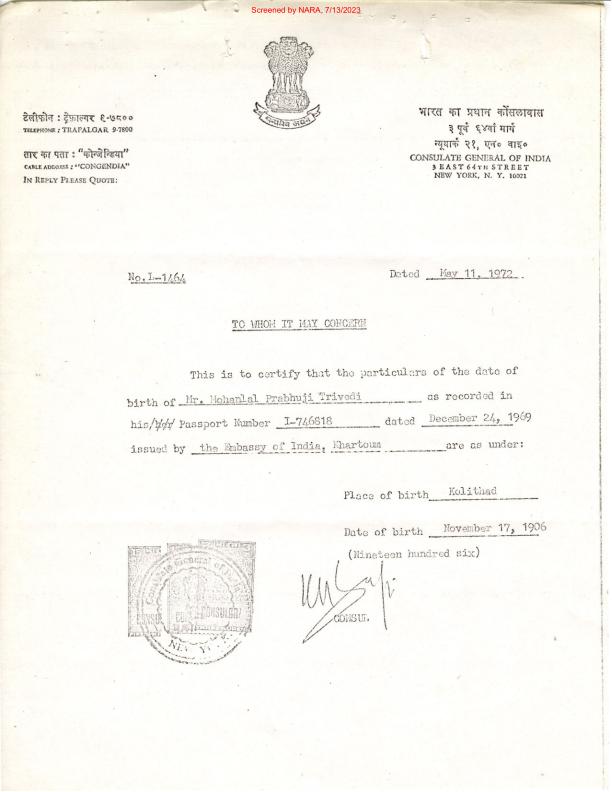 Screened by NARA, 7/13/2023
सत्यमेव जयते
टेलीफोन : ट्रेफ़ालगर ९-७८००
TELEPHONE : TRAFALGAR 9-7800
तार का पता : "कोन्जेन्डिया"
CABLE ADDRESS : "CONGENDIA"
IN REPLY PLEASE QUOTE:
भारत का प्रधान कोंसलावास
३ पूर्व ६४वां मार्ग
न्यूयार्क २१, एन० वाइ०
CONSULATE GENERAL OF INDIA
3 EAST 64TH STREET
NEW YORK, N. Y. 10021
No. L-1464
Dated May 11, 1972
TO WHOM IT MAY CONCERN
This is to certify that the particulars of the date of
birth of Mr. Mohanlal Prabhuji Trivedi as recorded in
his/her Passport Number I-746818 dated December 24, 1969
issued by the Embassy of India, Khartoum are as under:
Place of birth Kolithad
Date of birth November 17, 1906
(Nineteen hundred six)
CONSUL
Consulate General of India
CONSULAR
NEW YORK